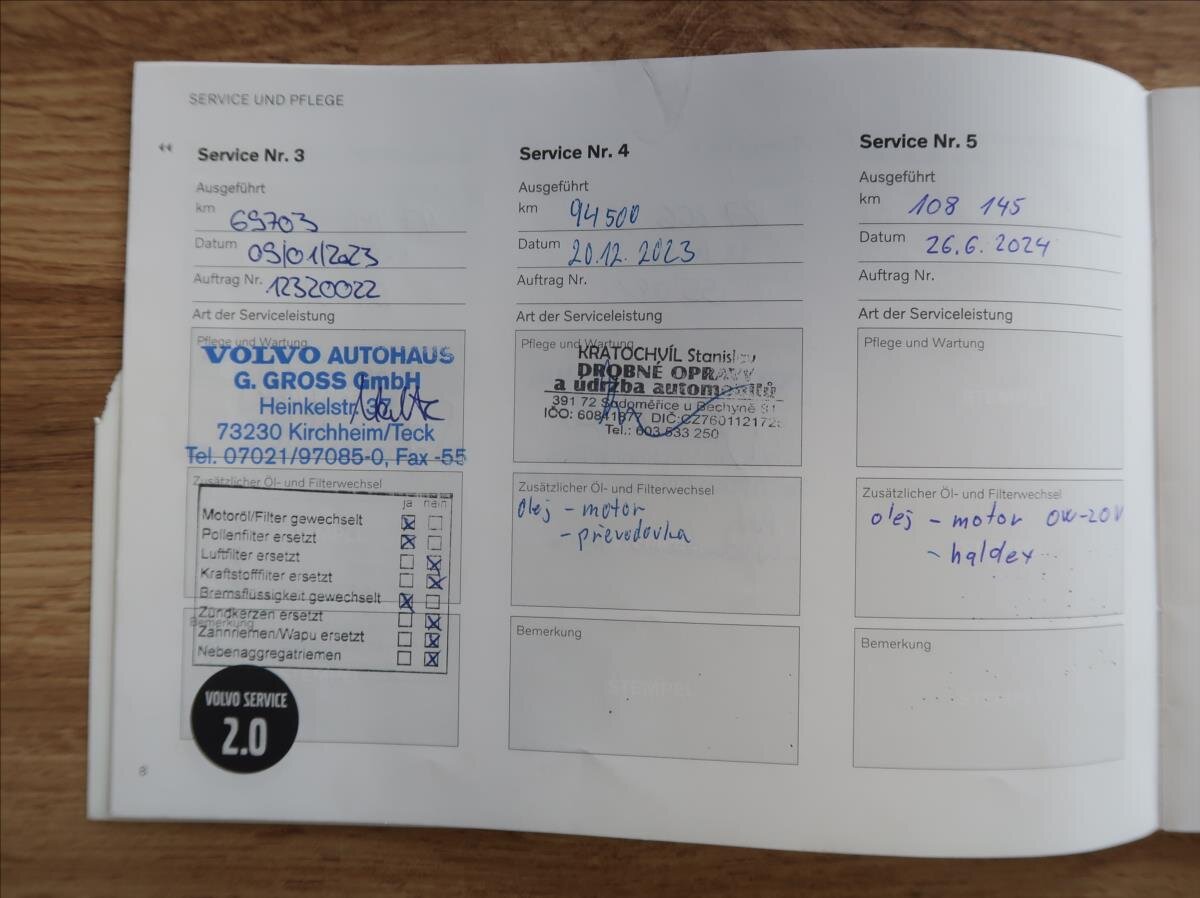 SERVICE UND PFLEGE
Service Nr. 3
Ausgeführt
km 69703
Datum 09/01/2023
Auftrag Nr. 12320022
Art der Serviceleistung
Pflege und Wartung
VOLVO AUTOHAUS
G. GROSS GmbH
Heinkelstr.
73230 Kirchheim/Teck
Tel. 07021/97085-0, Fax -55
Zusätzlicher Öl- und Filterwechsel
ja nein
Motoröl/Filter gewechselt
Pollenfilter ersetzt
Luftfilter ersetzt
Kraftstofffilter ersetzt
Bremsflüssigkeit gewechselt
Zündkerzen ersetzt
Bemerkung
Zahnriemen/Wapu ersetzt
Nebenaggregatriemen
VOLVO SERVICE
2.0
8
Service Nr. 4
Ausgeführt
km 94500
Datum 20.12. 2023
Auftrag Nr.
Art der Serviceleistung
Pflege und Wartung
KRATOCHVÍL Stanislav
DROBNÉ OPRAVY
a údržba automobilů
391 72 Sudoměřice u Bechyně
IČO: DIČ:
Tel.: 603 533 250
Zusätzlicher Öl- und Filterwechsel
olej - motor
- převodovka
Bemerkung
STEMPEL
Service Nr. 5
Ausgeführt
km 108 145
Datum 26.6. 2024
Auftrag Nr.
Art der Serviceleistung
Pflege und Wartung
Zusätzlicher Öl- und Filterwechsel
olej - motor 0W-20V
- haldex
Bemerkung